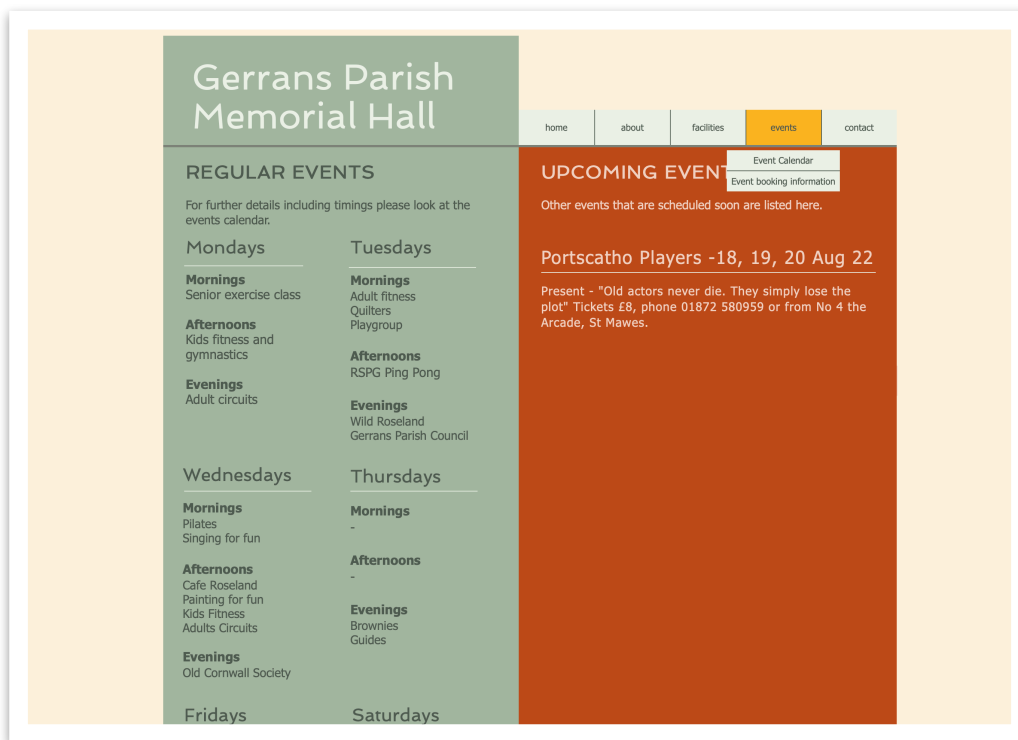 Gerrans Parish
Memorial Hall
home
about
facilities
events
contact
Event Calendar
Event booking information
REGULAR EVENTS
For further details including timings please look at the
events calendar.
Mondays
Mornings
Senior exercise class
Afternoons
Kids fitness and
gymnastics
Evenings
Adult circuits
Tuesdays
Mornings
Adult fitness
Quilters
Playgroup
Afternoons
RSPG Ping Pong
Evenings
Wild Roseland
Gerrans Parish Council
Wednesdays
Mornings
Pilates
Singing for fun
Afternoons
Cafe Roseland
Painting for fun
Kids Fitness
Adults Circuits
Evenings
Old Cornwall Society
Thursdays
Mornings
-
Afternoons
-
Evenings
Brownies
Guides
Fridays
Saturdays
UPCOMING EVENT
Other events that are scheduled soon are listed here.
Portscatho Players -18, 19, 20 Aug 22
Present - "Old actors never die. They simply lose the
plot" Tickets £8, phone 01872 580959 or from No 4 the
Arcade, St Mawes.